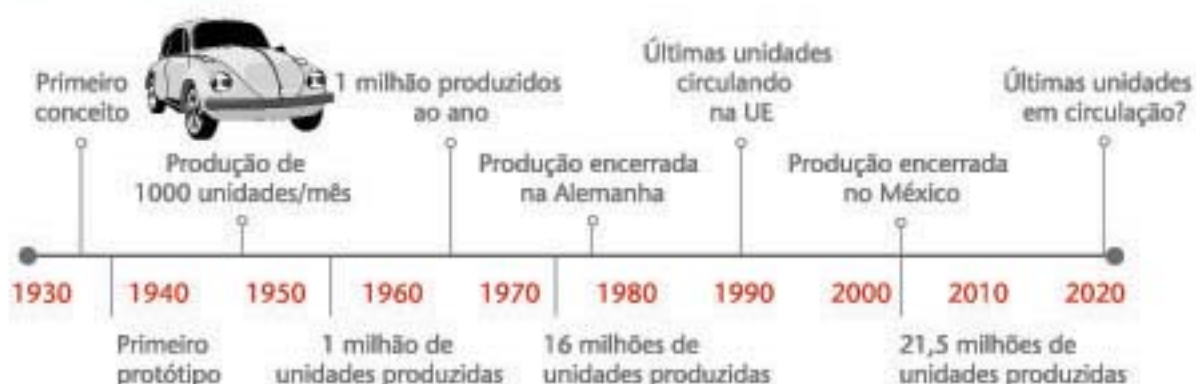 Primeiro
conceito
1 milhão produzidos
ao ano
Últimas unidades
circulando
na UE
Últimas unidades
em circulação?
Produção de
1000 unidades/mês
Produção encerrada
na Alemanha
Produção encerrada
no México
1930 1940 1950 1960 1970 1980 1990 2000 2010 2020
Primeiro
protótipo
1 milhão de
unidades produzidas
16 milhões de
unidades produzidas
21,5 milhões de
unidades produzidas